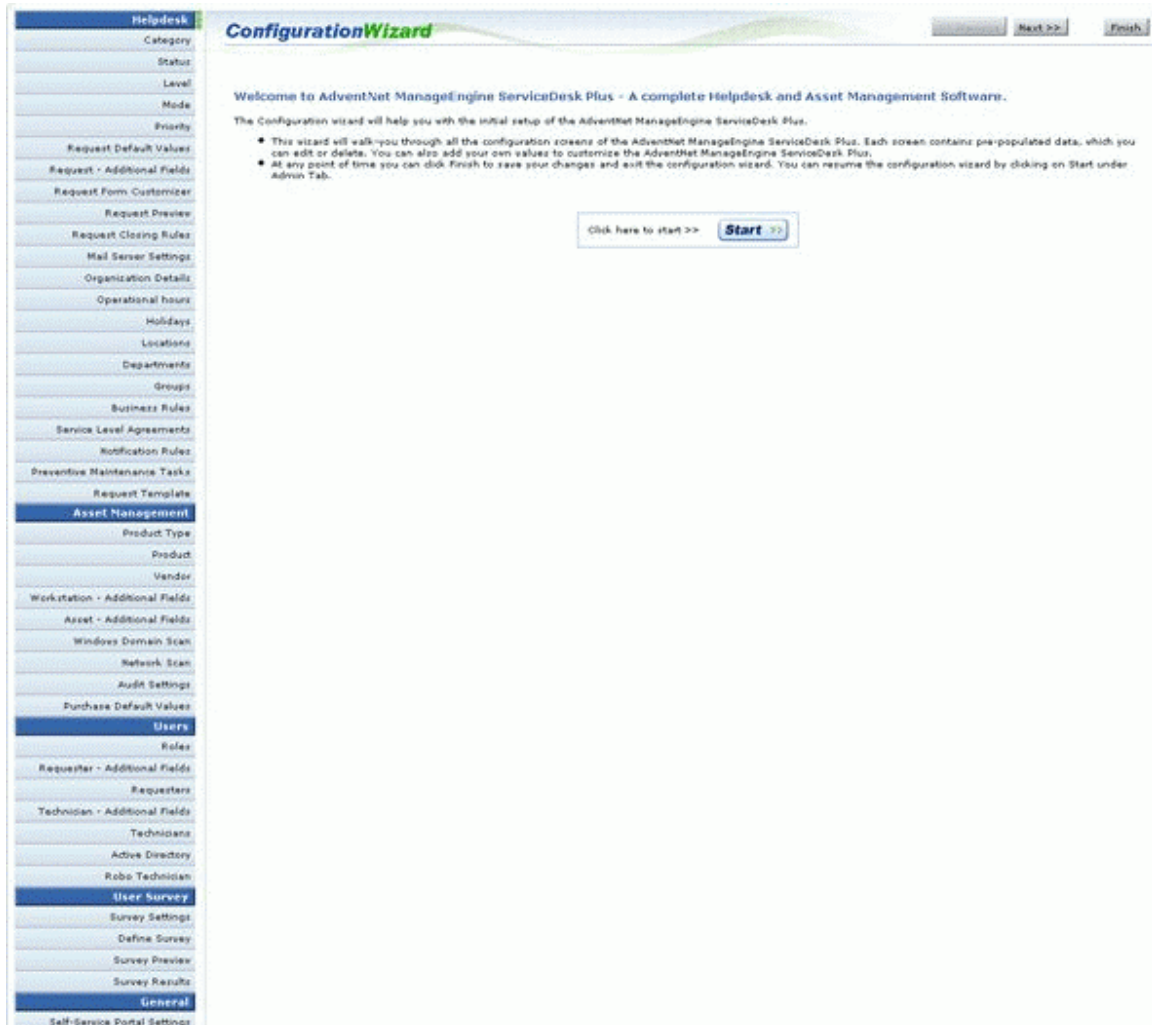 Helpdesk
Category
Status
Level
Mode
Priority
Request Default Values
Request - Additional Fields
Request Form Customizer
Request Preview
Request Closing Rules
Mail Server Settings
Organization Details
Operational hours
Holidays
Locations
Departments
Groups
Business Rules
Service Level Agreements
Notification Rules
Preventive Maintenance Tasks
Request Template
Asset Management
Product Type
Product
Vendor
Workstation - Additional Fields
Asset - Additional Fields
Windows Domain Scan
Network Scan
Audit Settings
Purchase Default Values
Users
Roles
Requester - Additional Fields
Requesters
Technician - Additional Fields
Technicians
Active Directory
Robo Technician
User Survey
Survey Settings
Define Survey
Survey Preview
Survey Results
General
Self-Service Portal Settings
ConfigurationWizard
Next >>
Finish
Welcome to AdventNet ManageEngine ServiceDesk Plus - A complete Helpdesk and Asset Management Software.
The Configuration wizard will help you with the initial setup of the AdventNet ManageEngine ServiceDesk Plus.
This wizard will walk-you through all the configuration screens of the AdventNet ManageEngine ServiceDesk Plus. Each screen contains pre-populated data, which you
can edit or delete. You can also add your own values to customize the AdventNet ManageEngine ServiceDesk Plus.
At any point of time you can click Finish to save your changes and exit the configuration wizard. You can resume the configuration wizard by clicking on Start under
Admin Tab.
Click here to start >>
Start >>